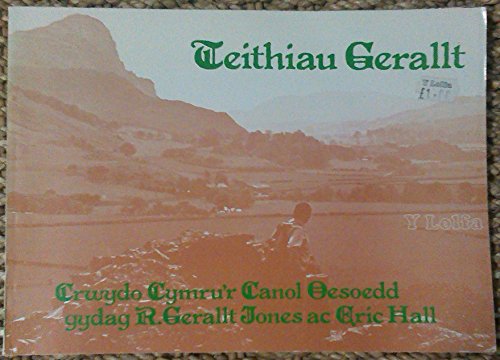 Teithiau Gerallt
Y Lolfa
£1.00
Y Lolfa
Crwydo Cymru'r Canol Oesoedd
gydag R. Gerallt Jones ac Eric Hall